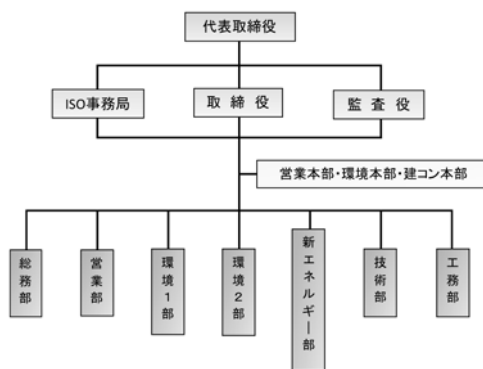 代表取締役
ISO事務局
取締役
監査役
営業本部・環境本部・建コン本部
総務部
営業部
環境1部
環境2部
新エネルギー部
技術部
工務部